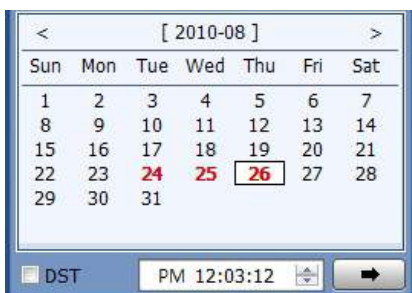 < [ 2010-08 ] >
Sun Mon Tue Wed Thu Fri Sat
1 2 3 4 5 6 7
8 9 10 11 12 13 14
15 16 17 18 19 20 21
22 23 24 25 26 27 28
29 30 31
DST PM 12:03:12